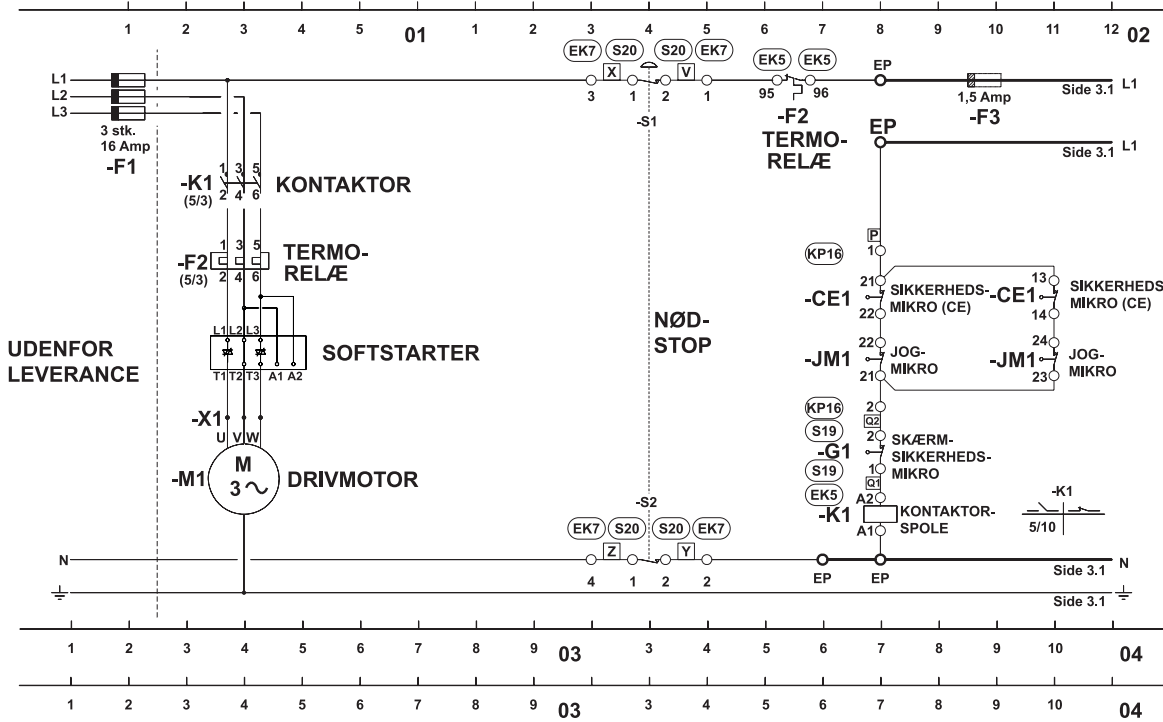 1 2 3 4 5 6 7 01 2 3 4 5 6 7 8 9 10 11 02
EK7 S20 S20 EK7 EK5 EK5
L1 X V EP L1
3 1 2 1 95 96 Side 3.1
L2
L3
3 stk.
16 Amp
-F1
-S1
-F2
TERMO-
RELÆ
1,5 Amp
-F3
EP
Side 3.1 L1
1 3 5
-K1 KONTAKTOR
(5/3) 2 4 6
P
KP16 1
1 3 5
-F2 TERMO-
RELÆ
(5/3) 2 4 6
21 13
-CE1 SIKKERHEDS-
MIKRO (CE)
-CE1 SIKKERHEDS-
MIKRO (CE)
22 14
UDENFOR
LEVERANCE
L1 L2 L3
SOFTSTARTER
T1 T2 T3 A1 A2
NØD-
STOP
22 24
-JM1 JOG-
MIKRO
-JM1 JOG-
MIKRO
21 23
-X1
U V W
KP16 2
Q2
S19 2
-G1 SKÆRM-
SIKKERHEDS-
MIKRO
S19 1
Q1
-M1 M
3 DRIVMOTOR
EK5 A2
-K1 KONTAKTOR-
SPOLE
A1
-K1
5/10
-S2
EK7 S20 S20 EK7
N Z Y N
4 1 2 2 EP EP Side 3.1
Side 3.1
1 2 3 4 5 6 7 8 9 03 3 4 5 6 7 8 9 10 04
1 2 3 4 5 6 7 8 9 03 3 4 5 6 7 8 9 10 04